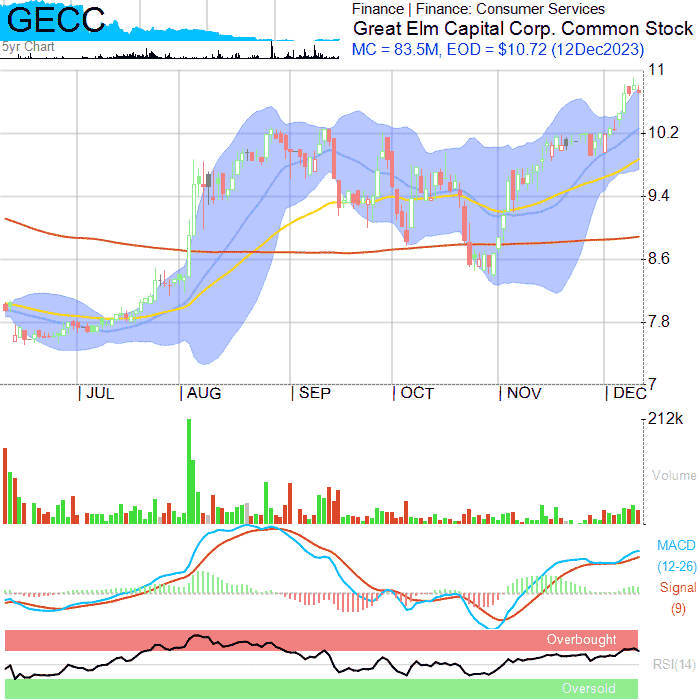 GECC
5yr Chart
Finance | Finance: Consumer Services
Great Elm Capital Corp. Common Stock
MC = 83.5M, EOD = $10.72 (12Dec2023)
11
10.2
9.4
8.6
7.8
7
| JUL | AUG | SEP | OCT | NOV | DEC
212k
Volume
MACD
(12-26)
Signal
(9)
Overbought
RSI(14)
Oversold